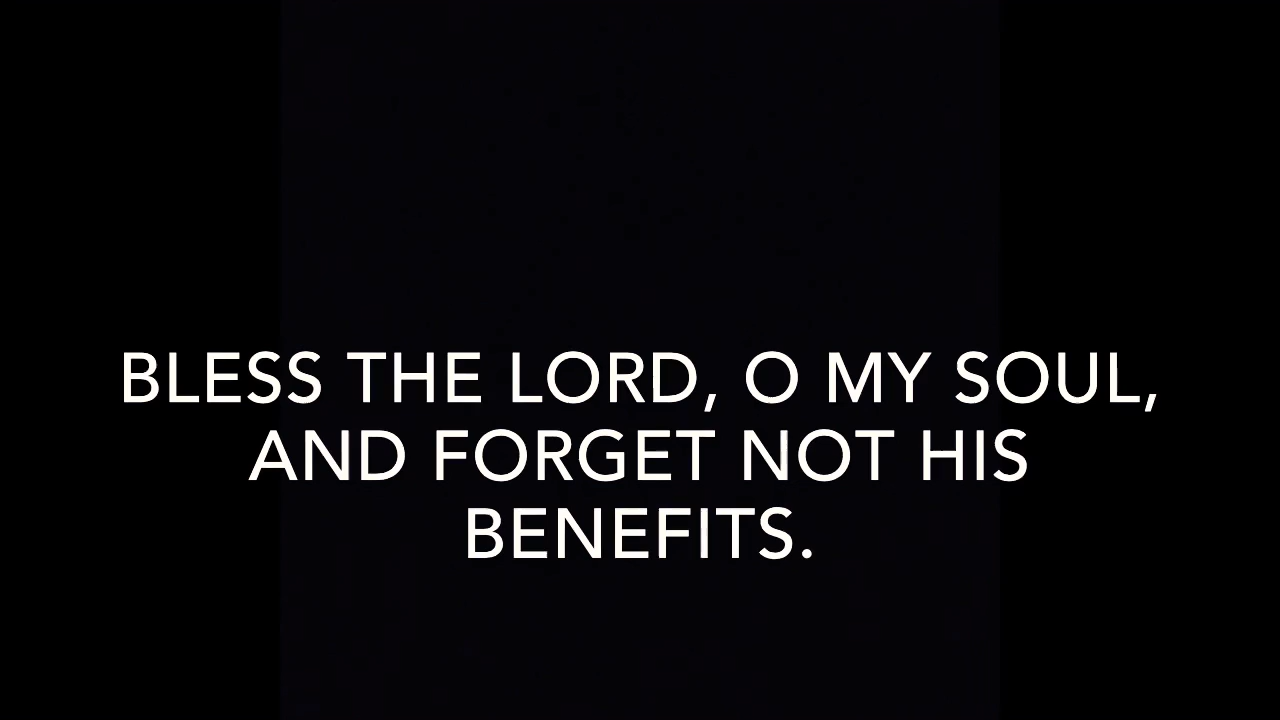 BLESS THE LORD, O MY SOUL,
AND FORGET NOT HIS
BENEFITS.